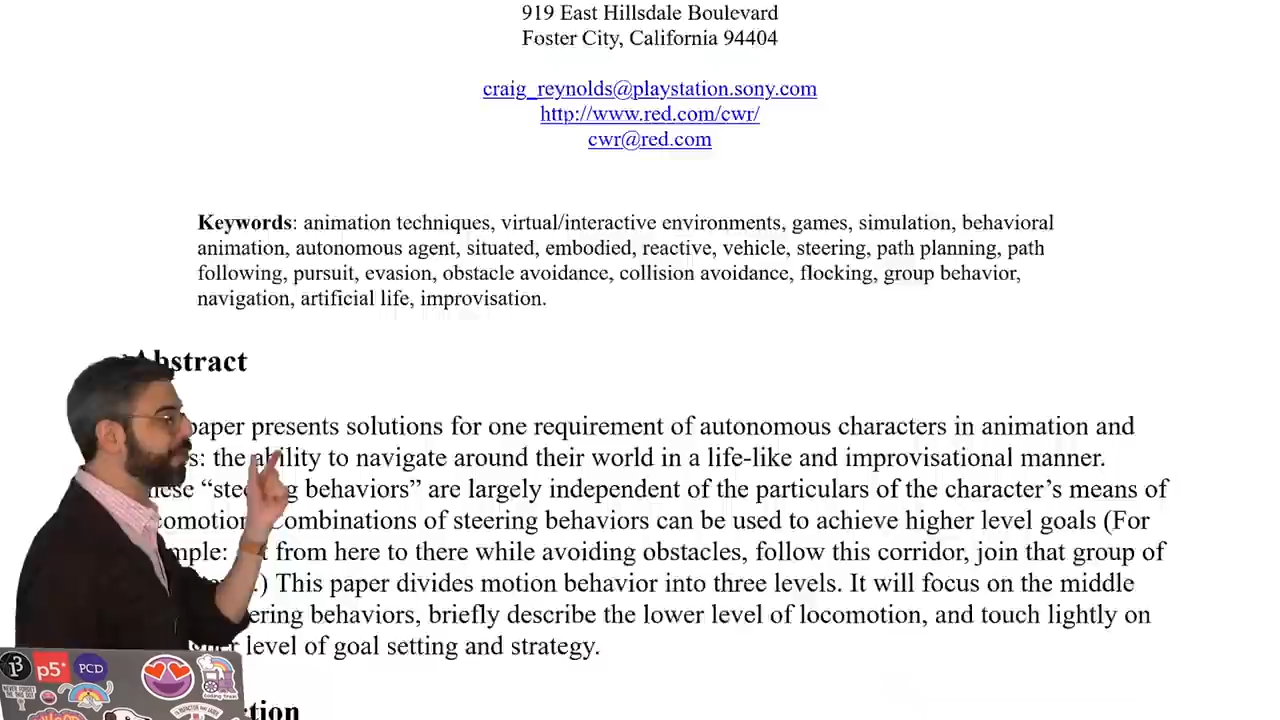 919 East Hillsdale Boulevard
Foster City, California 94404
craig_reynolds@playstation.sony.com
http://www.red.com/cwr/
cwr@red.com
Keywords: animation techniques, virtual/interactive environments, games, simulation, behavioral
animation, autonomous agent, situated, embodied, reactive, vehicle, steering, path planning, path
following, pursuit, evasion, obstacle avoidance, collision avoidance, flocking, group behavior,
navigation, artificial life, improvisation.
Abstract
paper presents solutions for one requirement of autonomous characters in animation and
the ability to navigate around their world in a life-like and improvisational manner.
behaviors” are largely independent of the particulars of the character’s means of
Combinations of steering behaviors can be used to achieve higher level goals (For
from here to there while avoiding obstacles, follow this corridor, join that group of
This paper divides motion behavior into three levels. It will focus on the middle
behaviors, briefly describe the lower level of locomotion, and touch lightly on
level of goal setting and strategy.
p5*
PCD